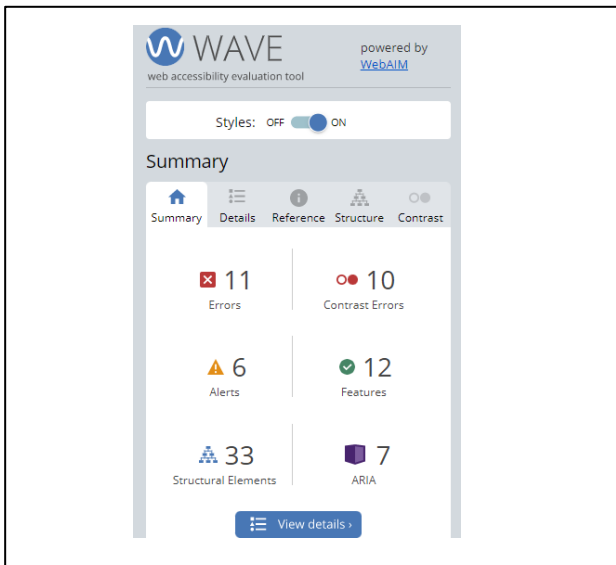 WAVE
web accessibility evaluation tool
powered by
WebAIM
Styles: OFF ON
Summary
Summary Details Reference Structure Contrast
11
Errors
10
Contrast Errors
6
Alerts
12
Features
33
Structural Elements
7
ARIA
View details ›